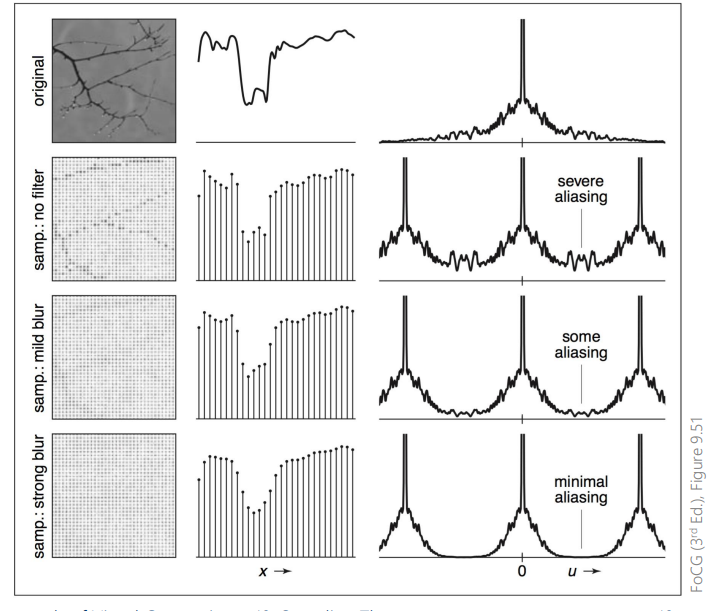 original
samp.: no filter
severe
aliasing
samp.: mild blur
some
aliasing
samp.: strong blur
minimal
aliasing
x →
0
u →
FoCG (3rd Ed.), Figure 9.51